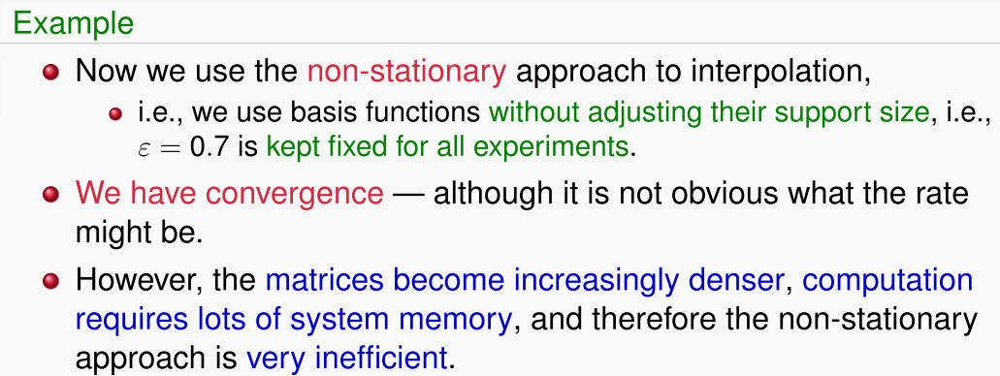 Example
Now we use the non-stationary approach to interpolation,
i.e., we use basis functions without adjusting their support size, i.e.,
ε = 0.7 is kept fixed for all experiments.
We have convergence — although it is not obvious what the rate
might be.
However, the matrices become increasingly denser, computation
requires lots of system memory, and therefore the non-stationary
approach is very inefficient.